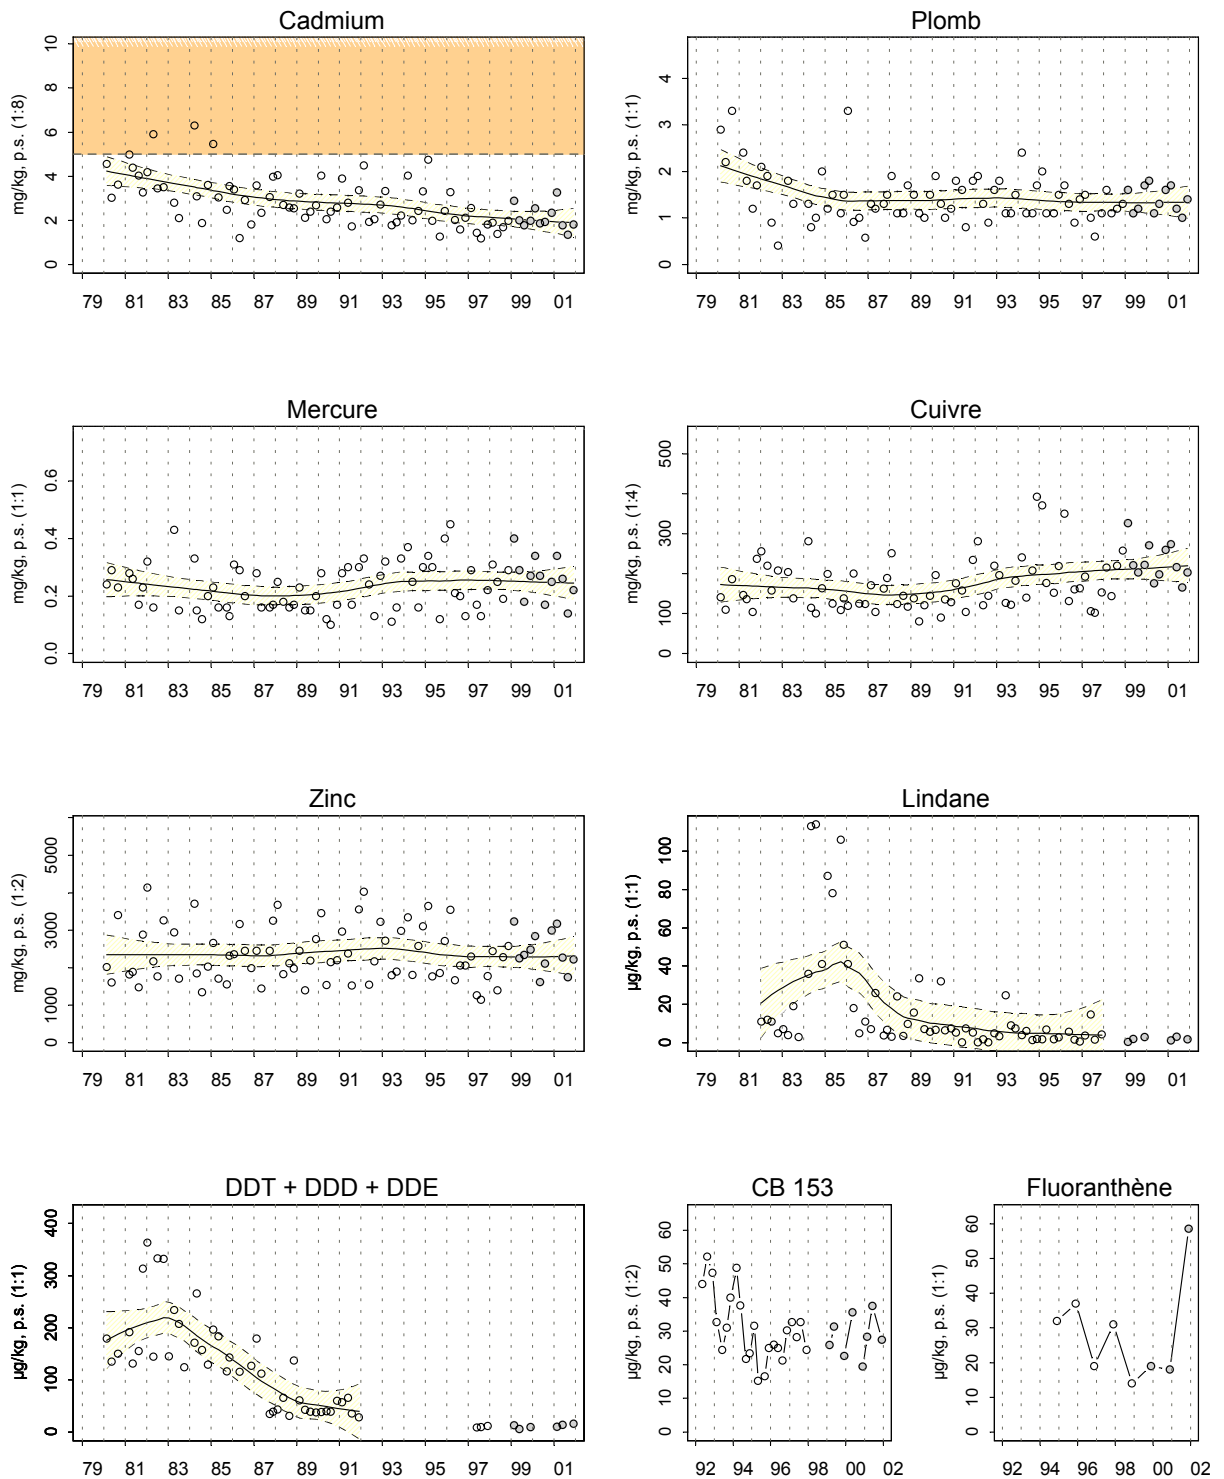 Cadmium
mg/kg, p.s. (1:8)
0 2 4 6 8 10
79 81 83 85 87 89 91 93 95 97 99 01
Plomb
mg/kg, p.s. (1:1)
0 1 2 3 4
79 81 83 85 87 89 91 93 95 97 99 01
Mercure
mg/kg, p.s. (1:1)
0.0 0.2 0.4 0.6
79 81 83 85 87 89 91 93 95 97 99 01
Cuivre
mg/kg, p.s. (1:4)
0 100 300 500
79 81 83 85 87 89 91 93 95 97 99 01
Zinc
mg/kg, p.s. (1:2)
0 1000 3000 5000
79 81 83 85 87 89 91 93 95 97 99 01
Lindane
µg/kg, p.s. (1:1)
0 20 40 60 80 100
79 81 83 85 87 89 91 93 95 97 99 01
DDT + DDD + DDE
µg/kg, p.s. (1:1)
0 100 200 300 400
79 81 83 85 87 89 91 93 95 97 99 01
CB 153
µg/kg, p.s. (1:2)
0 10 20 30 40 50 60
92 94 96 98 00 02
Fluoranthène
µg/kg, p.s. (1:1)
0 10 20 30 40 50 60
92 94 96 98 00 02